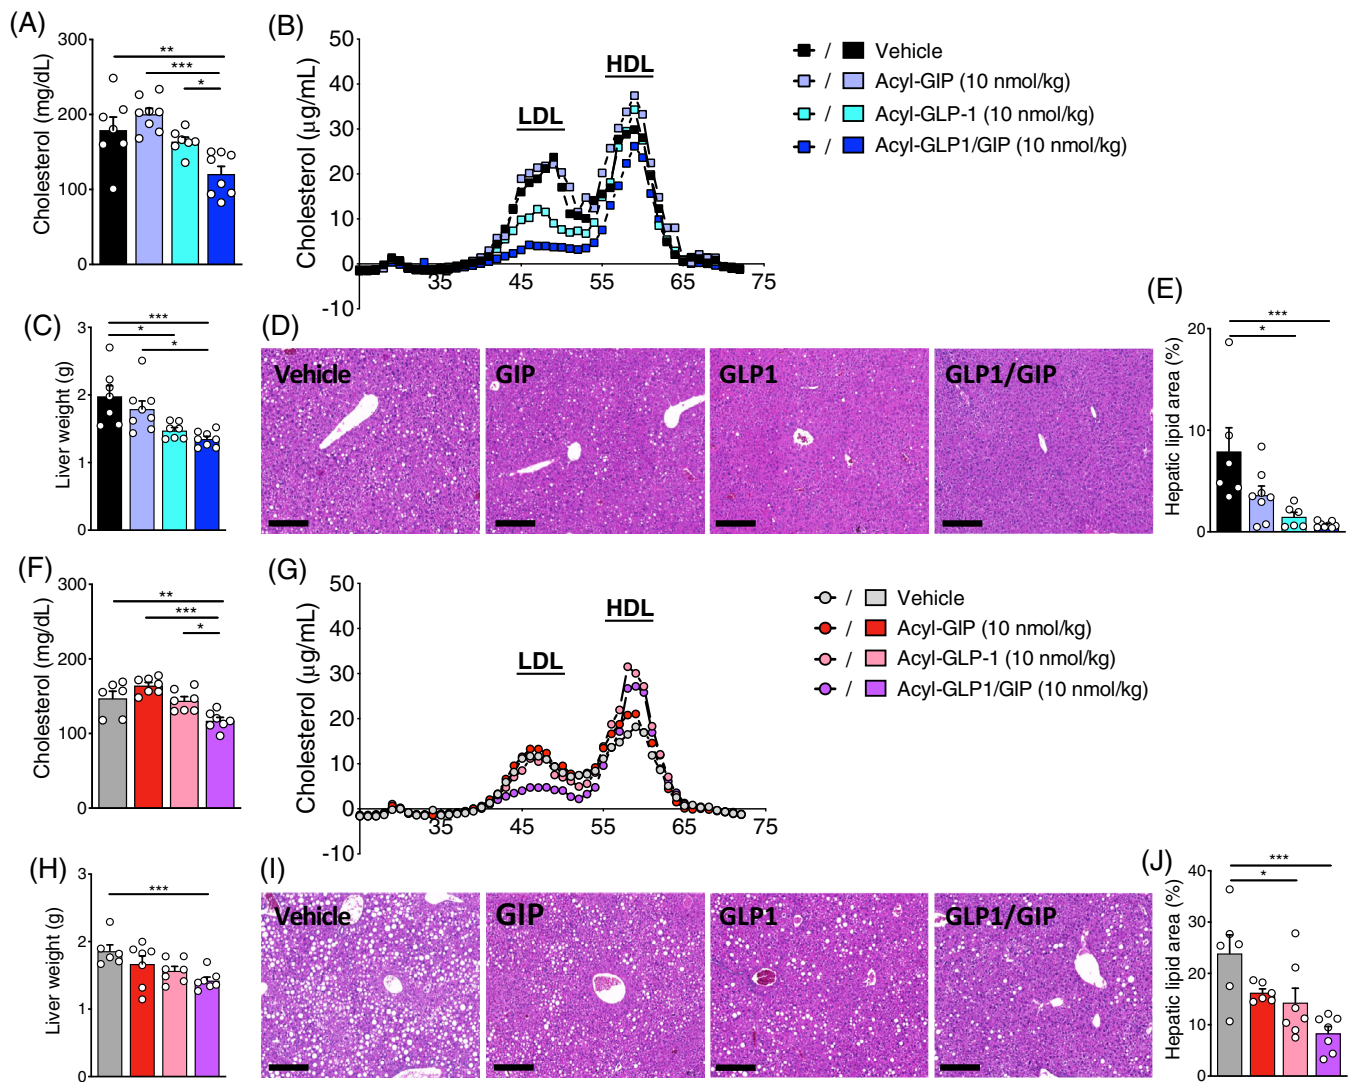 (A)
Cholesterol (mg/dL)
300
200
100
0
**
***
*
(B)
Cholesterol (µg/mL)
50
40
30
20
10
0
-10
35
45
55
65
75
LDL
HDL
/ Vehicle
/ Acyl-GIP (10 nmol/kg)
/ Acyl-GLP-1 (10 nmol/kg)
/ Acyl-GLP1/GIP (10 nmol/kg)
(C)
Liver weight (g)
3
2
1
0
***
*
*
(D)
Vehicle
GIP
GLP1
GLP1/GIP
(E)
Hepatic lipid area (%)
20
10
0
***
*
(F)
Cholesterol (mg/dL)
300
200
100
0
**
***
*
(G)
Cholesterol (µg/mL)
50
40
30
20
10
0
-10
35
45
55
65
75
LDL
HDL
/ Vehicle
/ Acyl-GIP (10 nmol/kg)
/ Acyl-GLP-1 (10 nmol/kg)
/ Acyl-GLP1/GIP (10 nmol/kg)
(H)
Liver weight (g)
3
2
1
0
***
(I)
Vehicle
GIP
GLP1
GLP1/GIP
(J)
Hepatic lipid area (%)
40
30
20
10
0
***
*